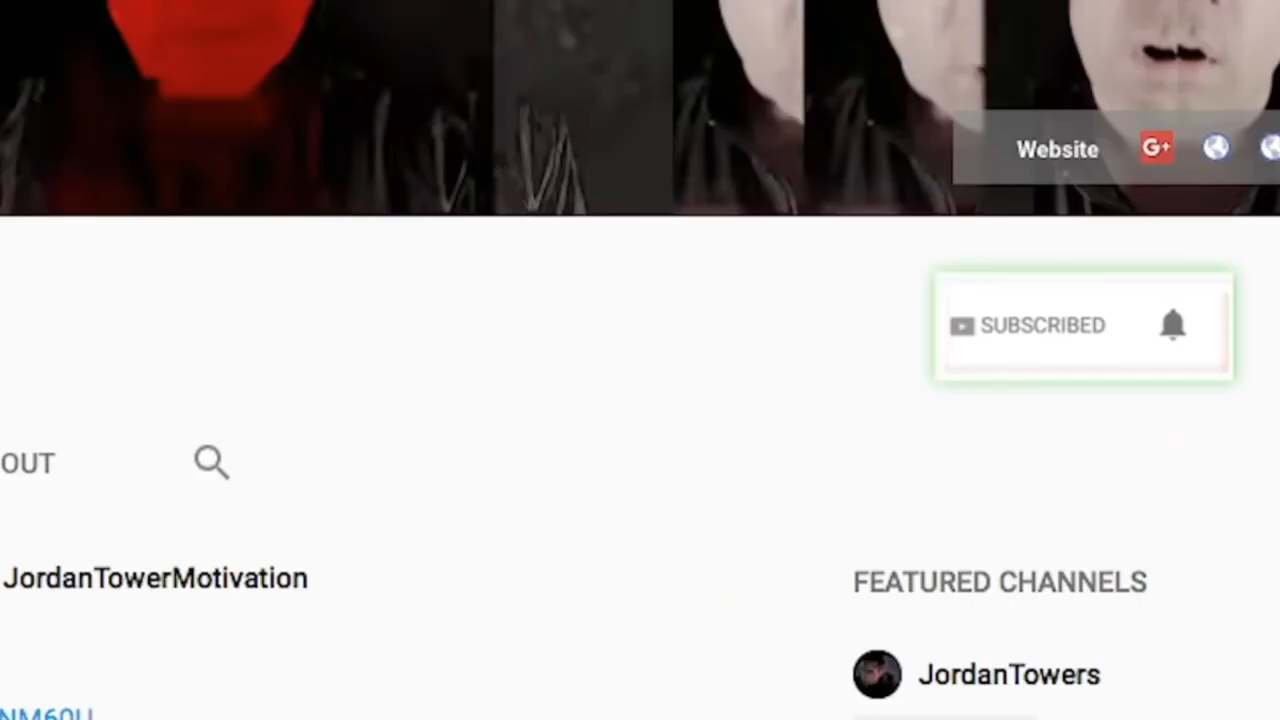 Website G+
SUBSCRIBED
OUT
JordanTowerMotivation
FEATURED CHANNELS
JordanTowers